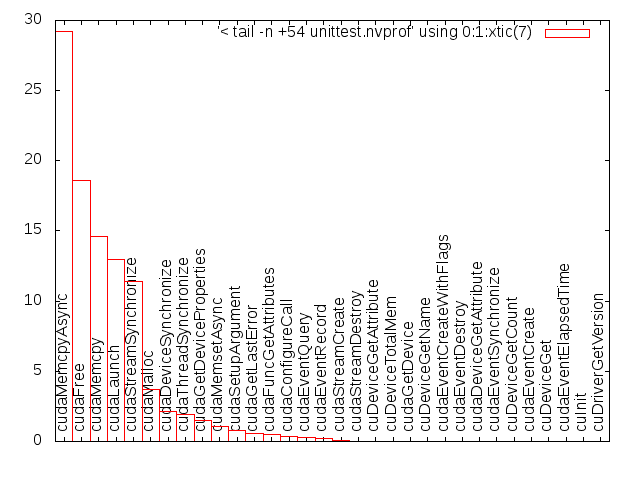 '< tail -n +54 unittest.nvprof' using 0:1:xtic(7)
30
25
20
15
10
5
0
cudaMemcpyAsync
cudaFree
cudaMemcpy
cudaLaunch
cudaStreamSynchronize
cudaMalloc
cudaDeviceSynchronize
cudaThreadSynchronize
cudaGetDeviceProperties
cudaMemsetAsync
cudaSetupArgument
cudaGetLastError
cudaFuncGetAttributes
cudaConfigureCall
cudaEventQuery
cudaEventRecord
cudaStreamCreate
cudaStreamDestroy
cuDeviceGetAttribute
cuDeviceTotalMem
cudaGetDevice
cuDeviceGetName
cudaEventCreateWithFlags
cudaEventDestroy
cudaDeviceGetAttribute
cudaEventSynchronize
cuDeviceGetCount
cudaEventCreate
cuDeviceGet
cudaEventElapsedTime
cuInit
cuDriverGetVersion